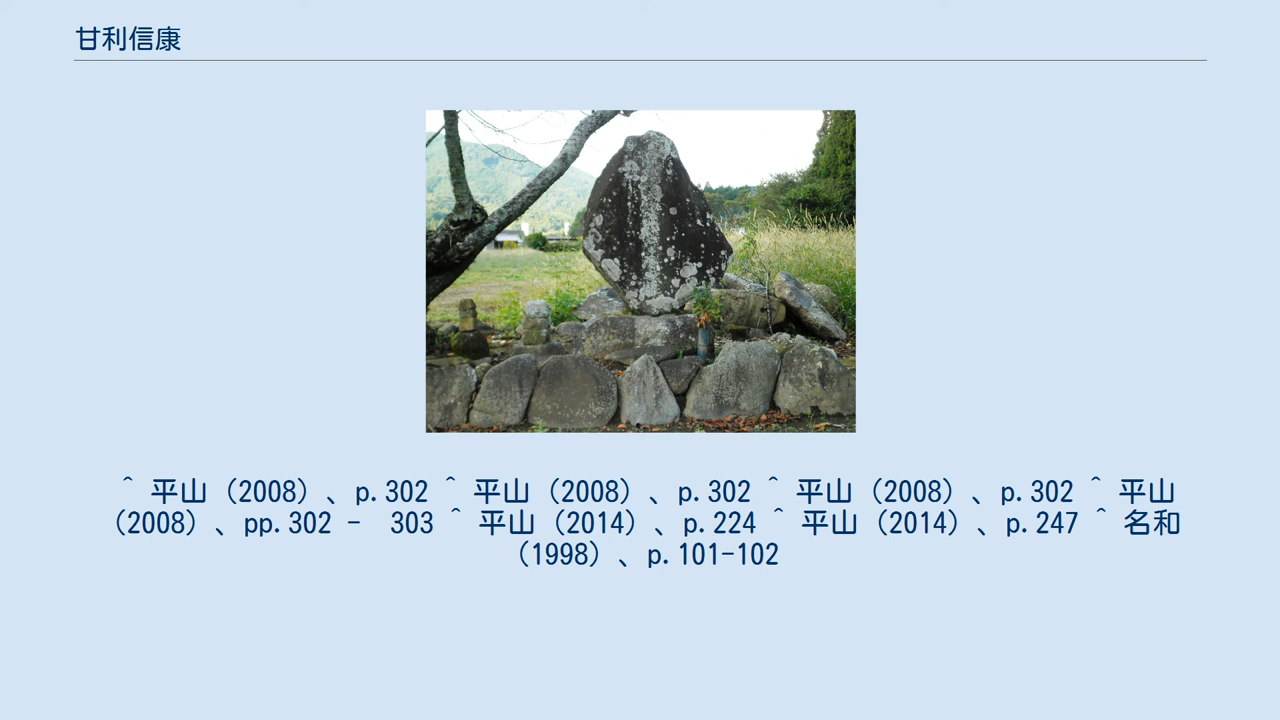 甘利信康
^ 平山（2008）、p.302 ^ 平山（2008）、p.302 ^ 平山（2008）、p.302 ^ 平山
（2008）、pp.302 - 303 ^ 平山（2014）、p.224 ^ 平山（2014）、p.247 ^ 名和
（1998）、p.101-102